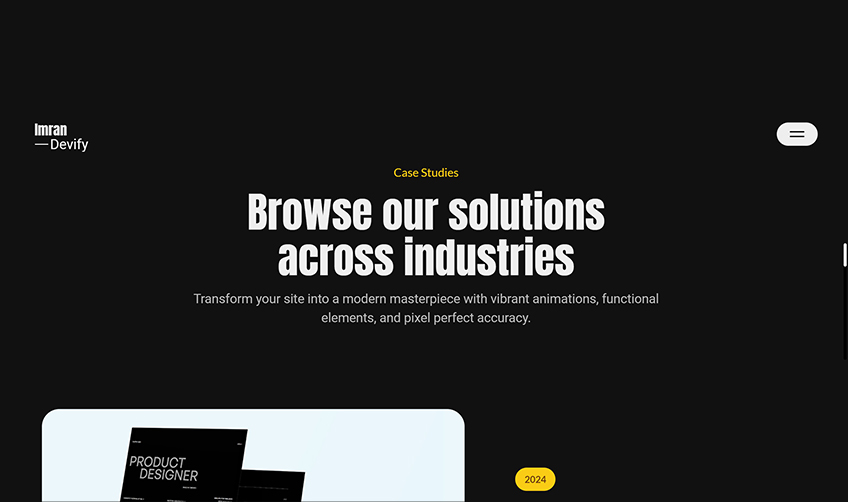 Imran
—Devify
Case Studies
Browse our solutions
across industries
Transform your site into a modern masterpiece with vibrant animations, functional
elements, and pixel perfect accuracy.
PRODUCT
DESIGNER
2024